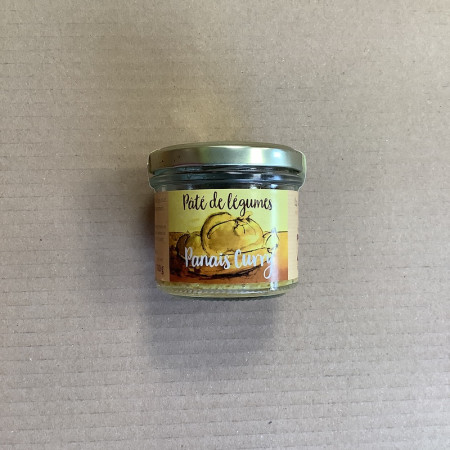 Pâté de légumes
Panais Curry